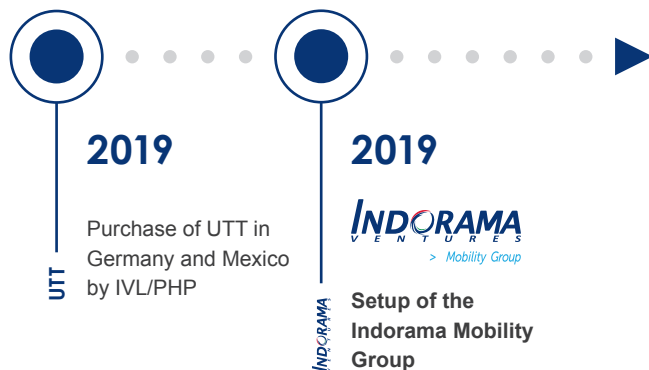 2019
Purchase of UTT in
Germany and Mexico
by IVL/PHP
UTT
2019
INDORAMA
VENTURES
> Mobility Group
Setup of the
Indorama Mobility
Group
INDORAMA
VENTURES